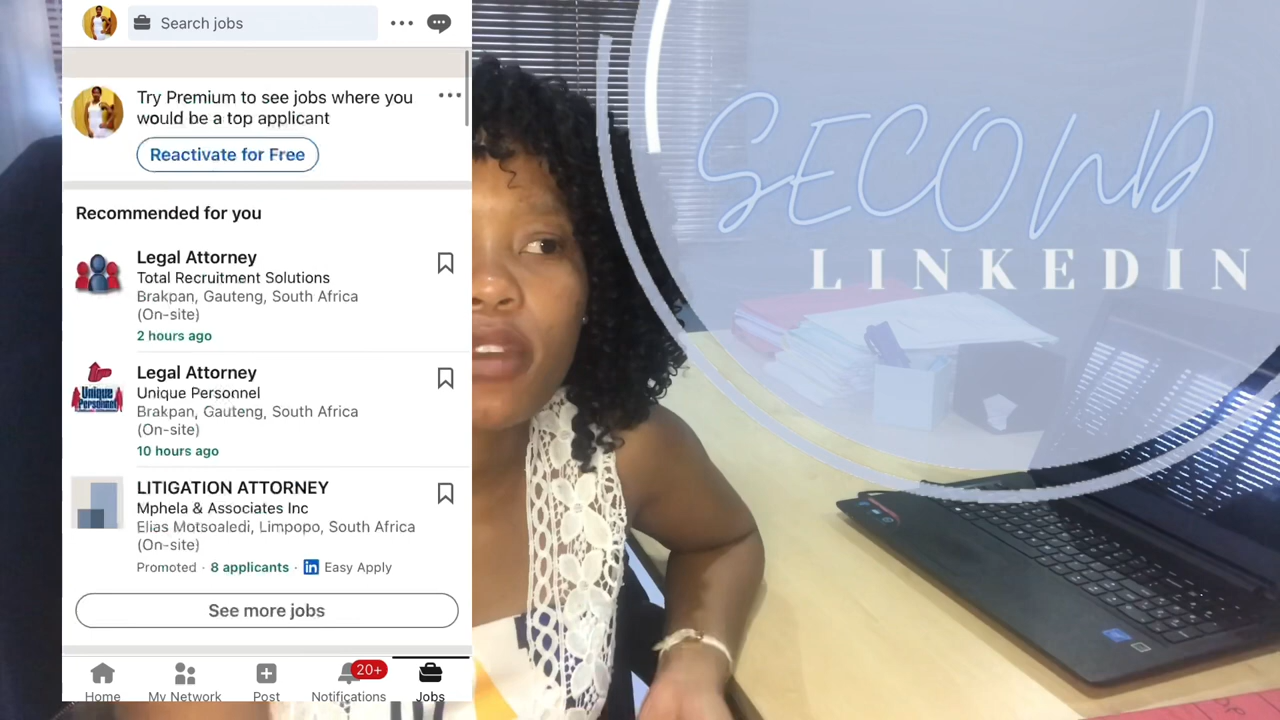 Search jobs
Try Premium to see jobs where you
would be a top applicant
Reactivate for Free
Recommended for you
Legal Attorney
Total Recruitment Solutions
Brakpan, Gauteng, South Africa
(On-site)
2 hours ago
Unique
Personnel
Legal Attorney
Unique Personnel
Brakpan, Gauteng, South Africa
(On-site)
10 hours ago
LITIGATION ATTORNEY
Mphela & Associates Inc
Elias Motsoaledi, Limpopo, South Africa
(On-site)
Promoted · 8 applicants · in Easy Apply
See more jobs
20+
Home
My Network
Post
Notifications
Jobs
SECOND
LINKEDIN